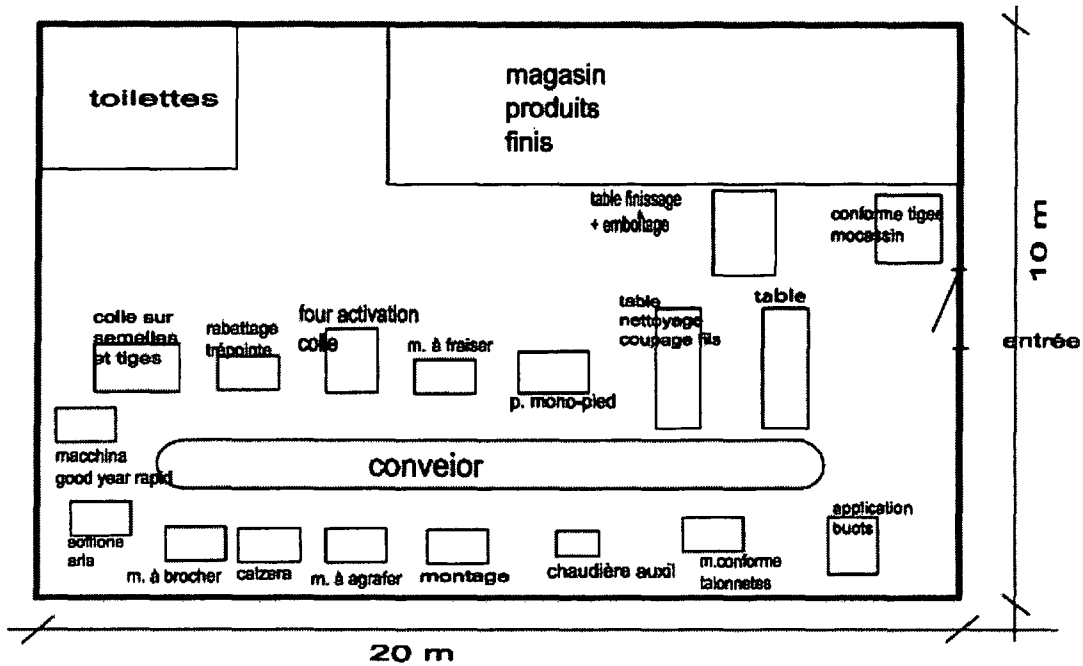 toilettes
magasin
produits
finis
table finissage
+ emboîtage
conforme tiges
mocassin
10 m
colle sur
semelles
et tiges
rabattage
trépointe
four activation
colle
m. à fraiser
p. mono-pied
table
nettoyage
coupage fils
table
entrée
macchina
good year rapid
conveior
soffione
aria
m. à brocher
calzera
m. à agrafer
montage
chaudière auxil
m.conforme
talonnetes
application
buots
20 m